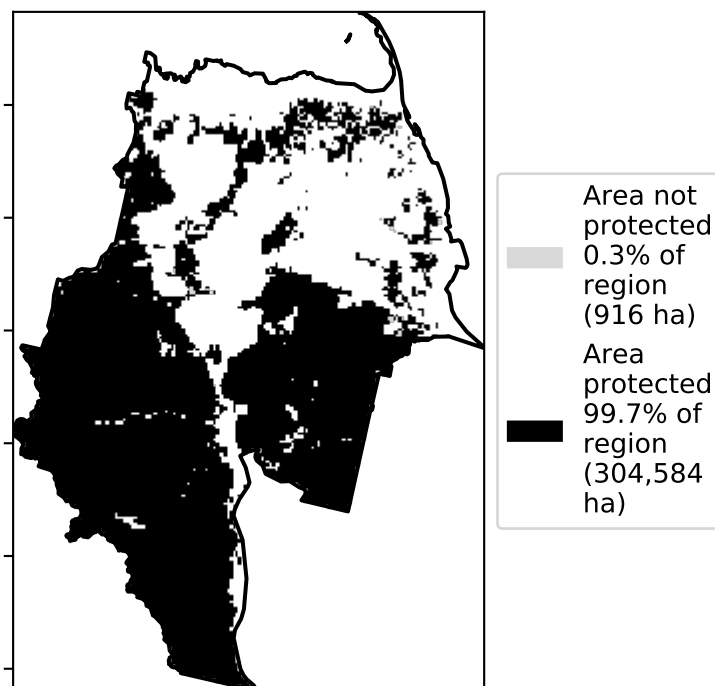 Area not
protected
0.3% of
region
(916 ha)
Area
protected
99.7% of
region
(304,584
ha)